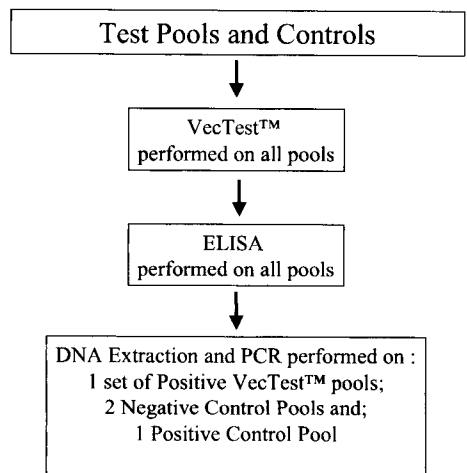 Test Pools and Controls
VecTest™
performed on all pools
ELISA
performed on all pools
DNA Extraction and PCR performed on :
1 set of Positive VecTest™ pools;
2 Negative Control Pools and;
1 Positive Control Pool